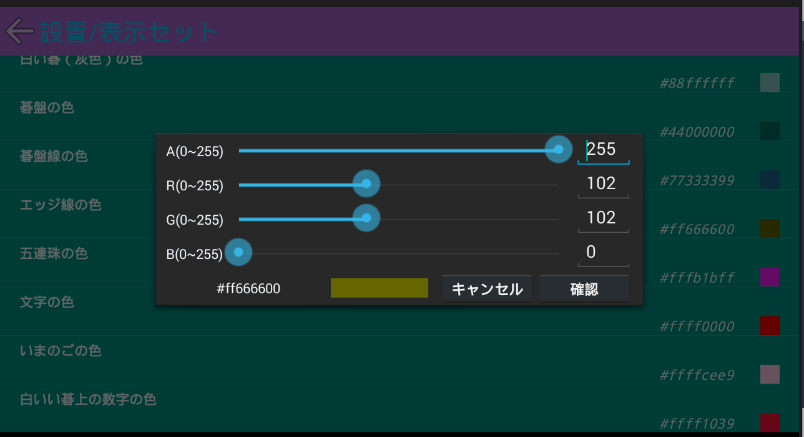 設置/表示セット
白い碁(灰色)の色
#88ffffff
碁盤の色
#44000000
碁盤線の色
#77333399
エッジ線の色
#ff666600
五連珠の色
#fffb1bff
文字の色
#ffff0000
いまのごの色
#ffffcee9
白いい碁上の数字の色
#ffff1039
A(0~255)
255
R(0~255)
102
G(0~255)
102
B(0~255)
0
#ff666600
キャンセル
確認